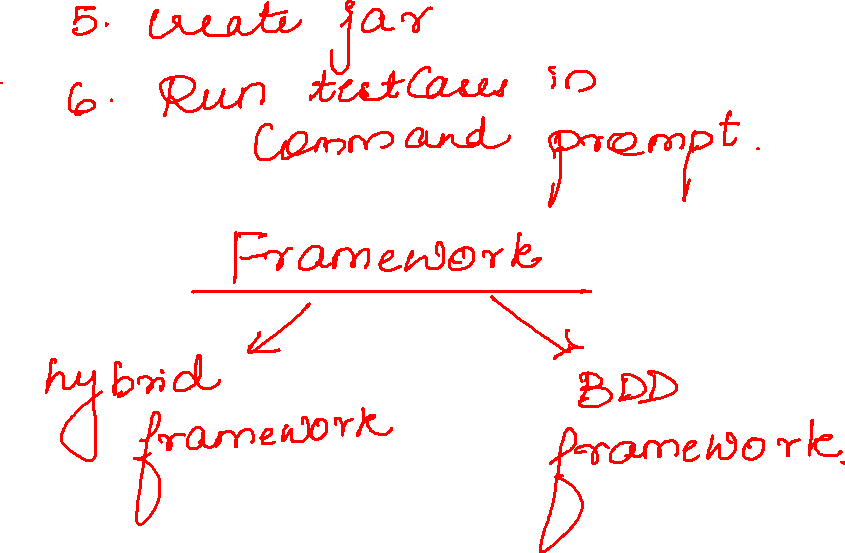 5. Create jar
6. Run testCases in
Command prompt.
Framework
hybrid framework
BDD framework.